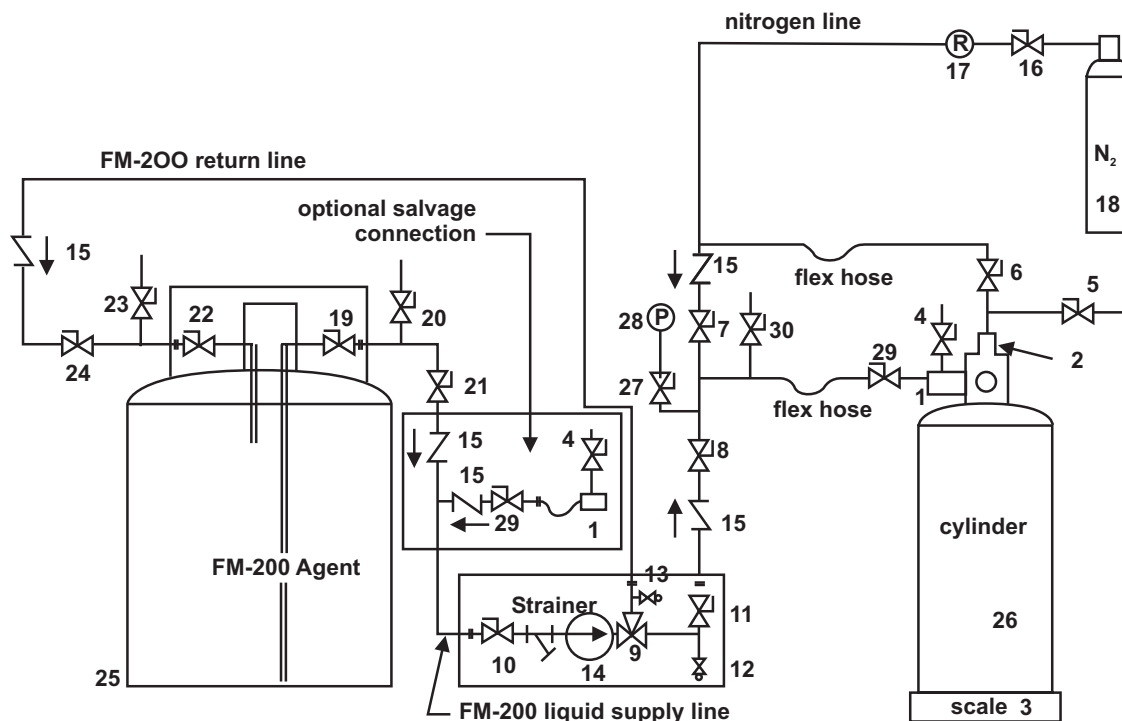 nitrogen line
R
17
16
N2
18
FM-2OO return line
optional salvage
connection
15
23
22
19
20
24
21
15
4
15
29
1
28
P
15
7
30
27
flex hose
6
5
4
29
2
1
flex hose
8
15
cylinder
26
scale 3
FM-200 Agent
25
Strainer
13
11
10
14
9
12
FM-200 liquid supply line